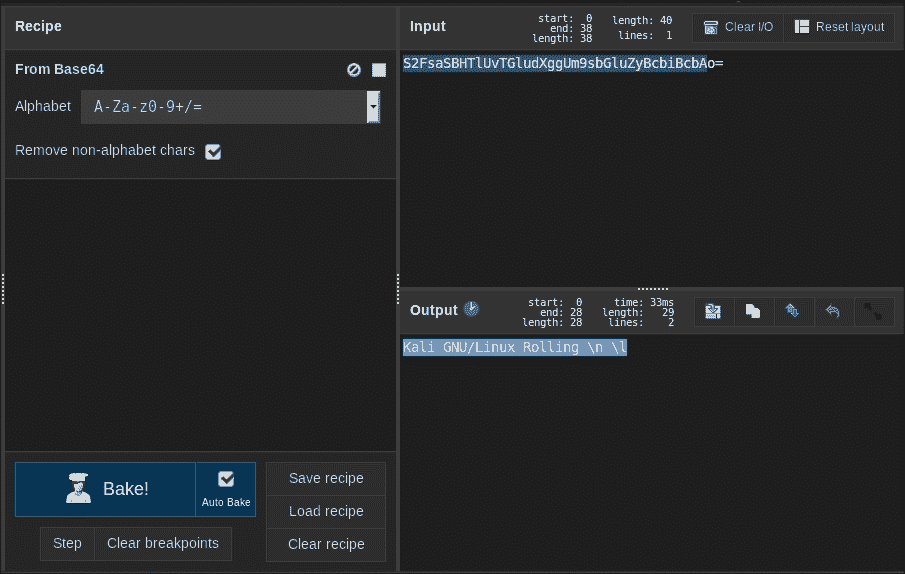 Recipe
From Base64
Alphabet A-Za-z0-9+/=
Remove non-alphabet chars
Bake!
Auto Bake
Step
Clear breakpoints
Save recipe
Load recipe
Clear recipe
Input
start: 0
end: 38
length: 38
length: 40
lines: 1
Clear I/O
Reset layout
S2FsaSBHTlUvTGludXggUm9sbGluZyBcbiBcbAo=
Output
start: 0
end: 28
length: 28
time: 33ms
length: 29
lines: 2
Kali GNU/Linux Rolling \n \l